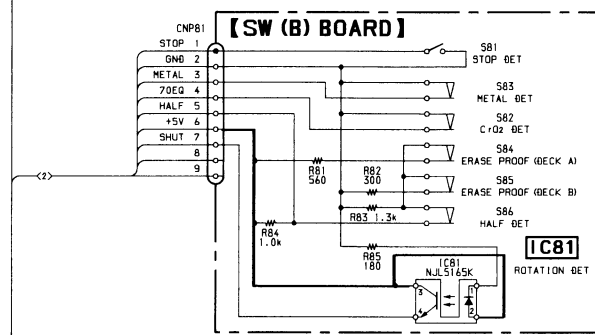 CNP81
【SW (B) BOARD】
STOP 1
GND 2
METAL 3
70EQ 4
HALF 5
+5V 6
SHUT 7
8
9
<2>
S81
STOP DET
S83
METAL DET
S82
CrO2 DET
S84
ERASE PROOF (DECK A)
S85
ERASE PROOF (DECK B)
S86
HALF DET
R81
560
R82
300
R83 1.3k
R84
1.0k
R85
180
IC81
NJL5165K
3
4
1
2
IC81
ROTATION DET